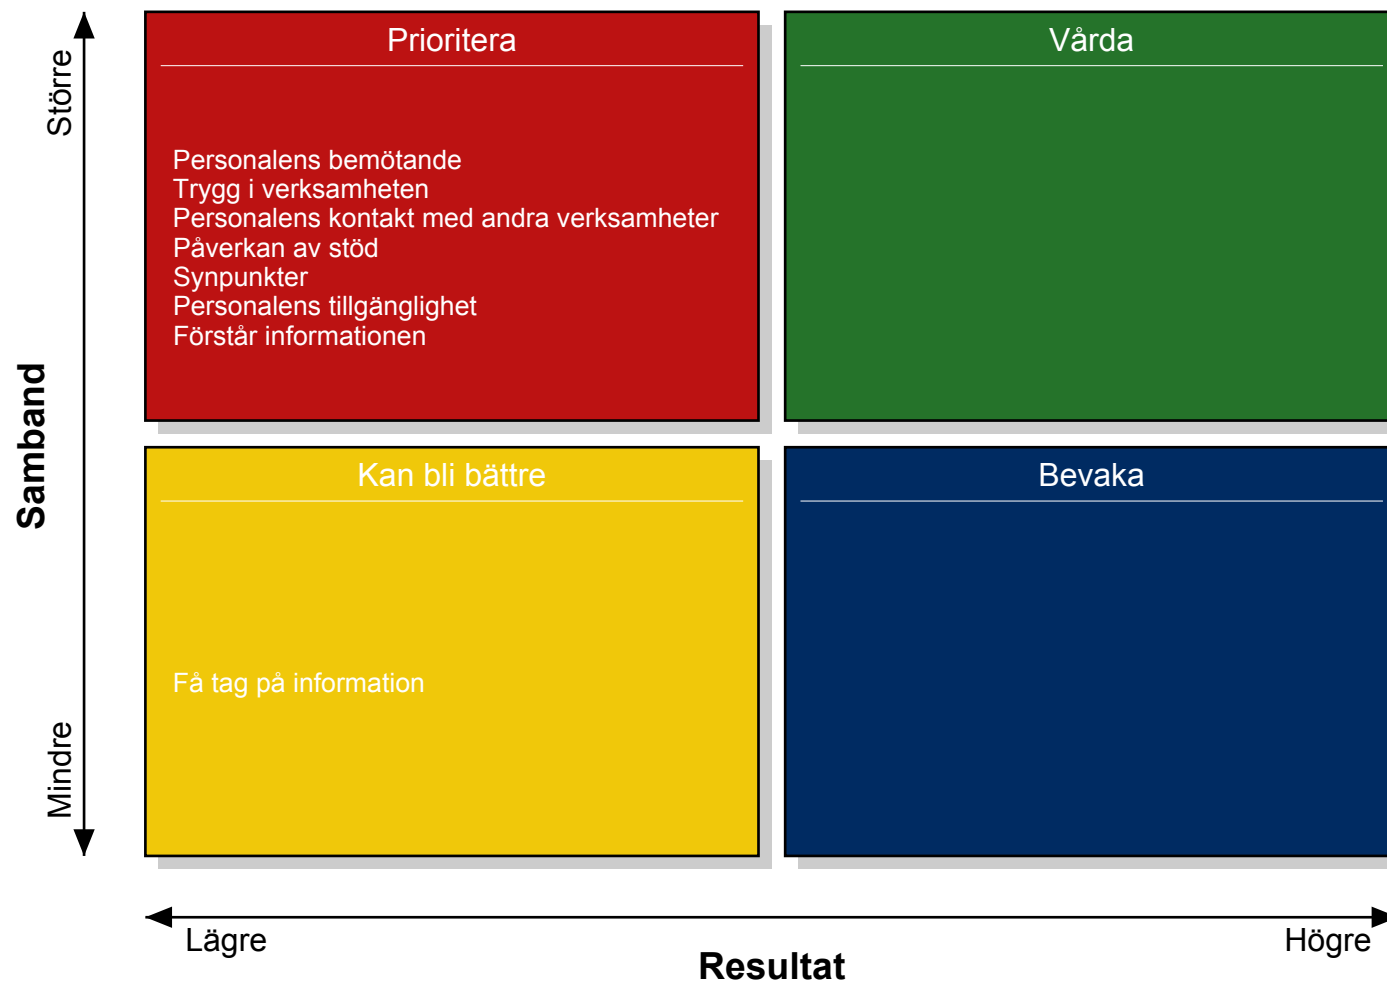 Större
Prioritera
Vårda
Personalens bemötande
Trygg i verksamheten
Personalens kontakt med andra verksamheter
Påverkan av stöd
Synpunkter
Personalens tillgänglighet
Förstår informationen
Samband
Kan bli bättre
Bevaka
Få tag på information
Mindre
Lägre
Högre
Resultat